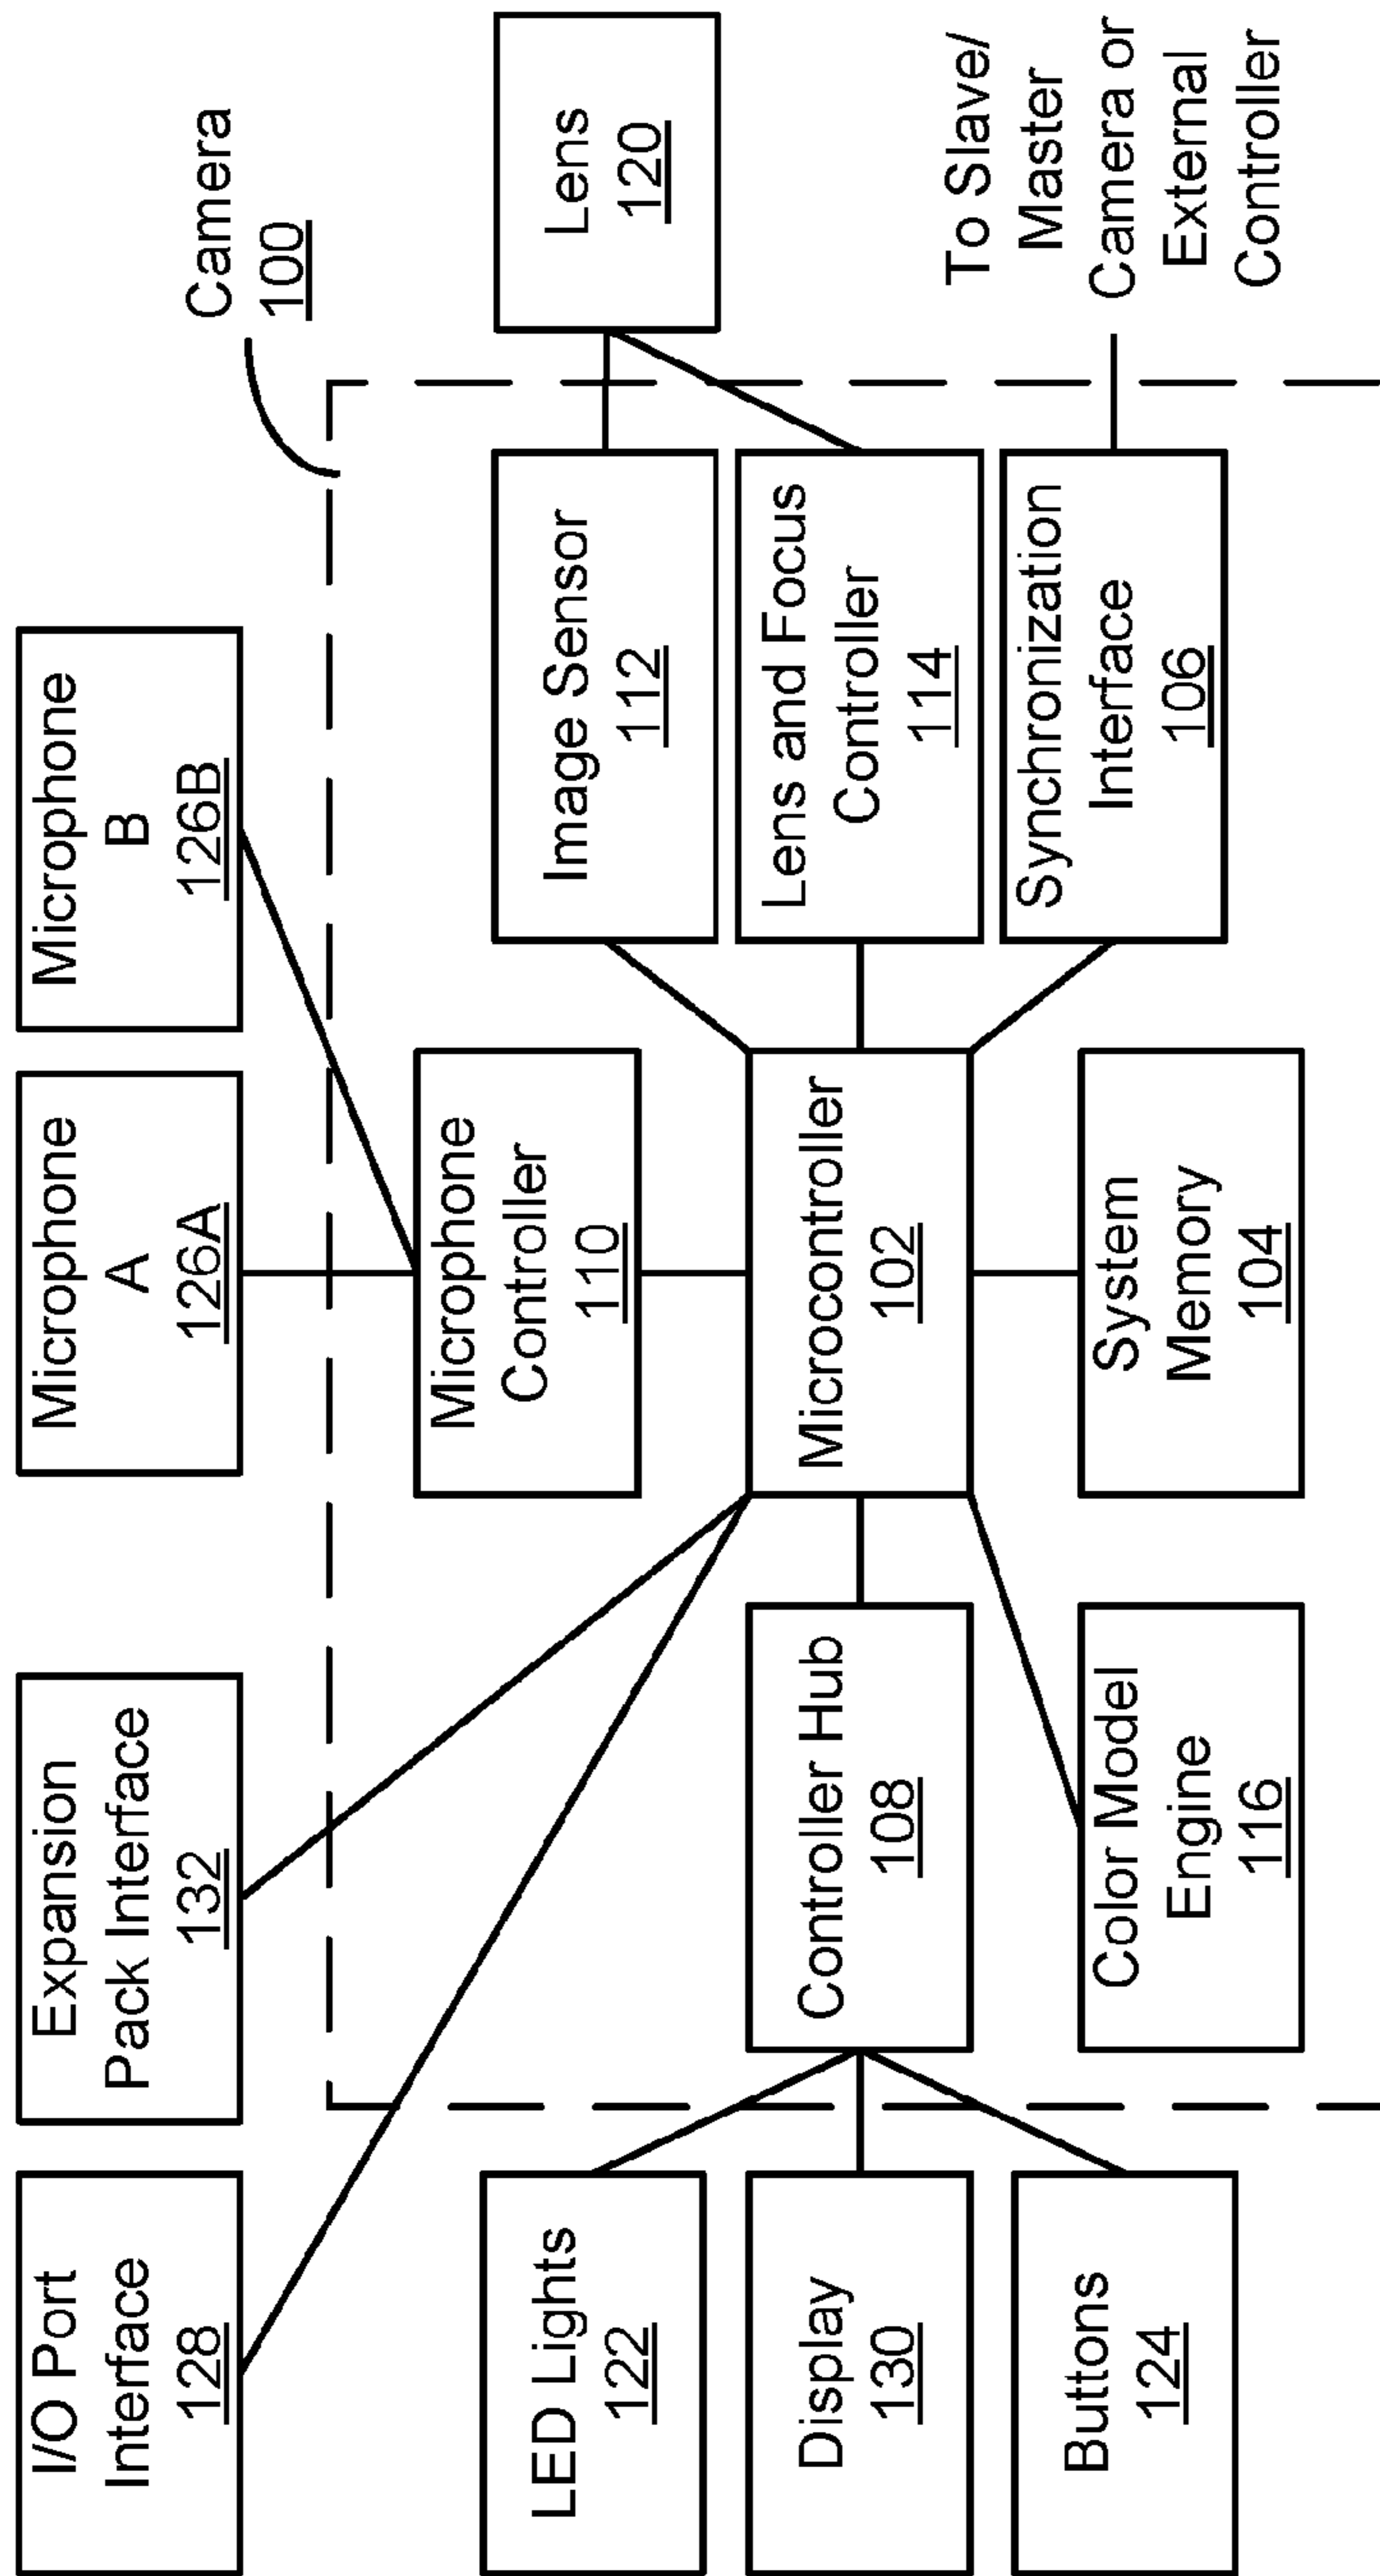 I/O Port
Interface
128
Expansion
Pack Interface
132
Microphone
A
126A
Microphone
B
126B
Camera
100
LED Lights
122
Display
130
Buttons
124
Controller Hub
108
Color Model
Engine
116
Microphone
Controller
110
Microcontroller
102
System
Memory
104
Image Sensor
112
Lens and Focus
Controller
114
Synchronization
Interface
106
Lens
120
To Slave/
Master
Camera or
External
Controller